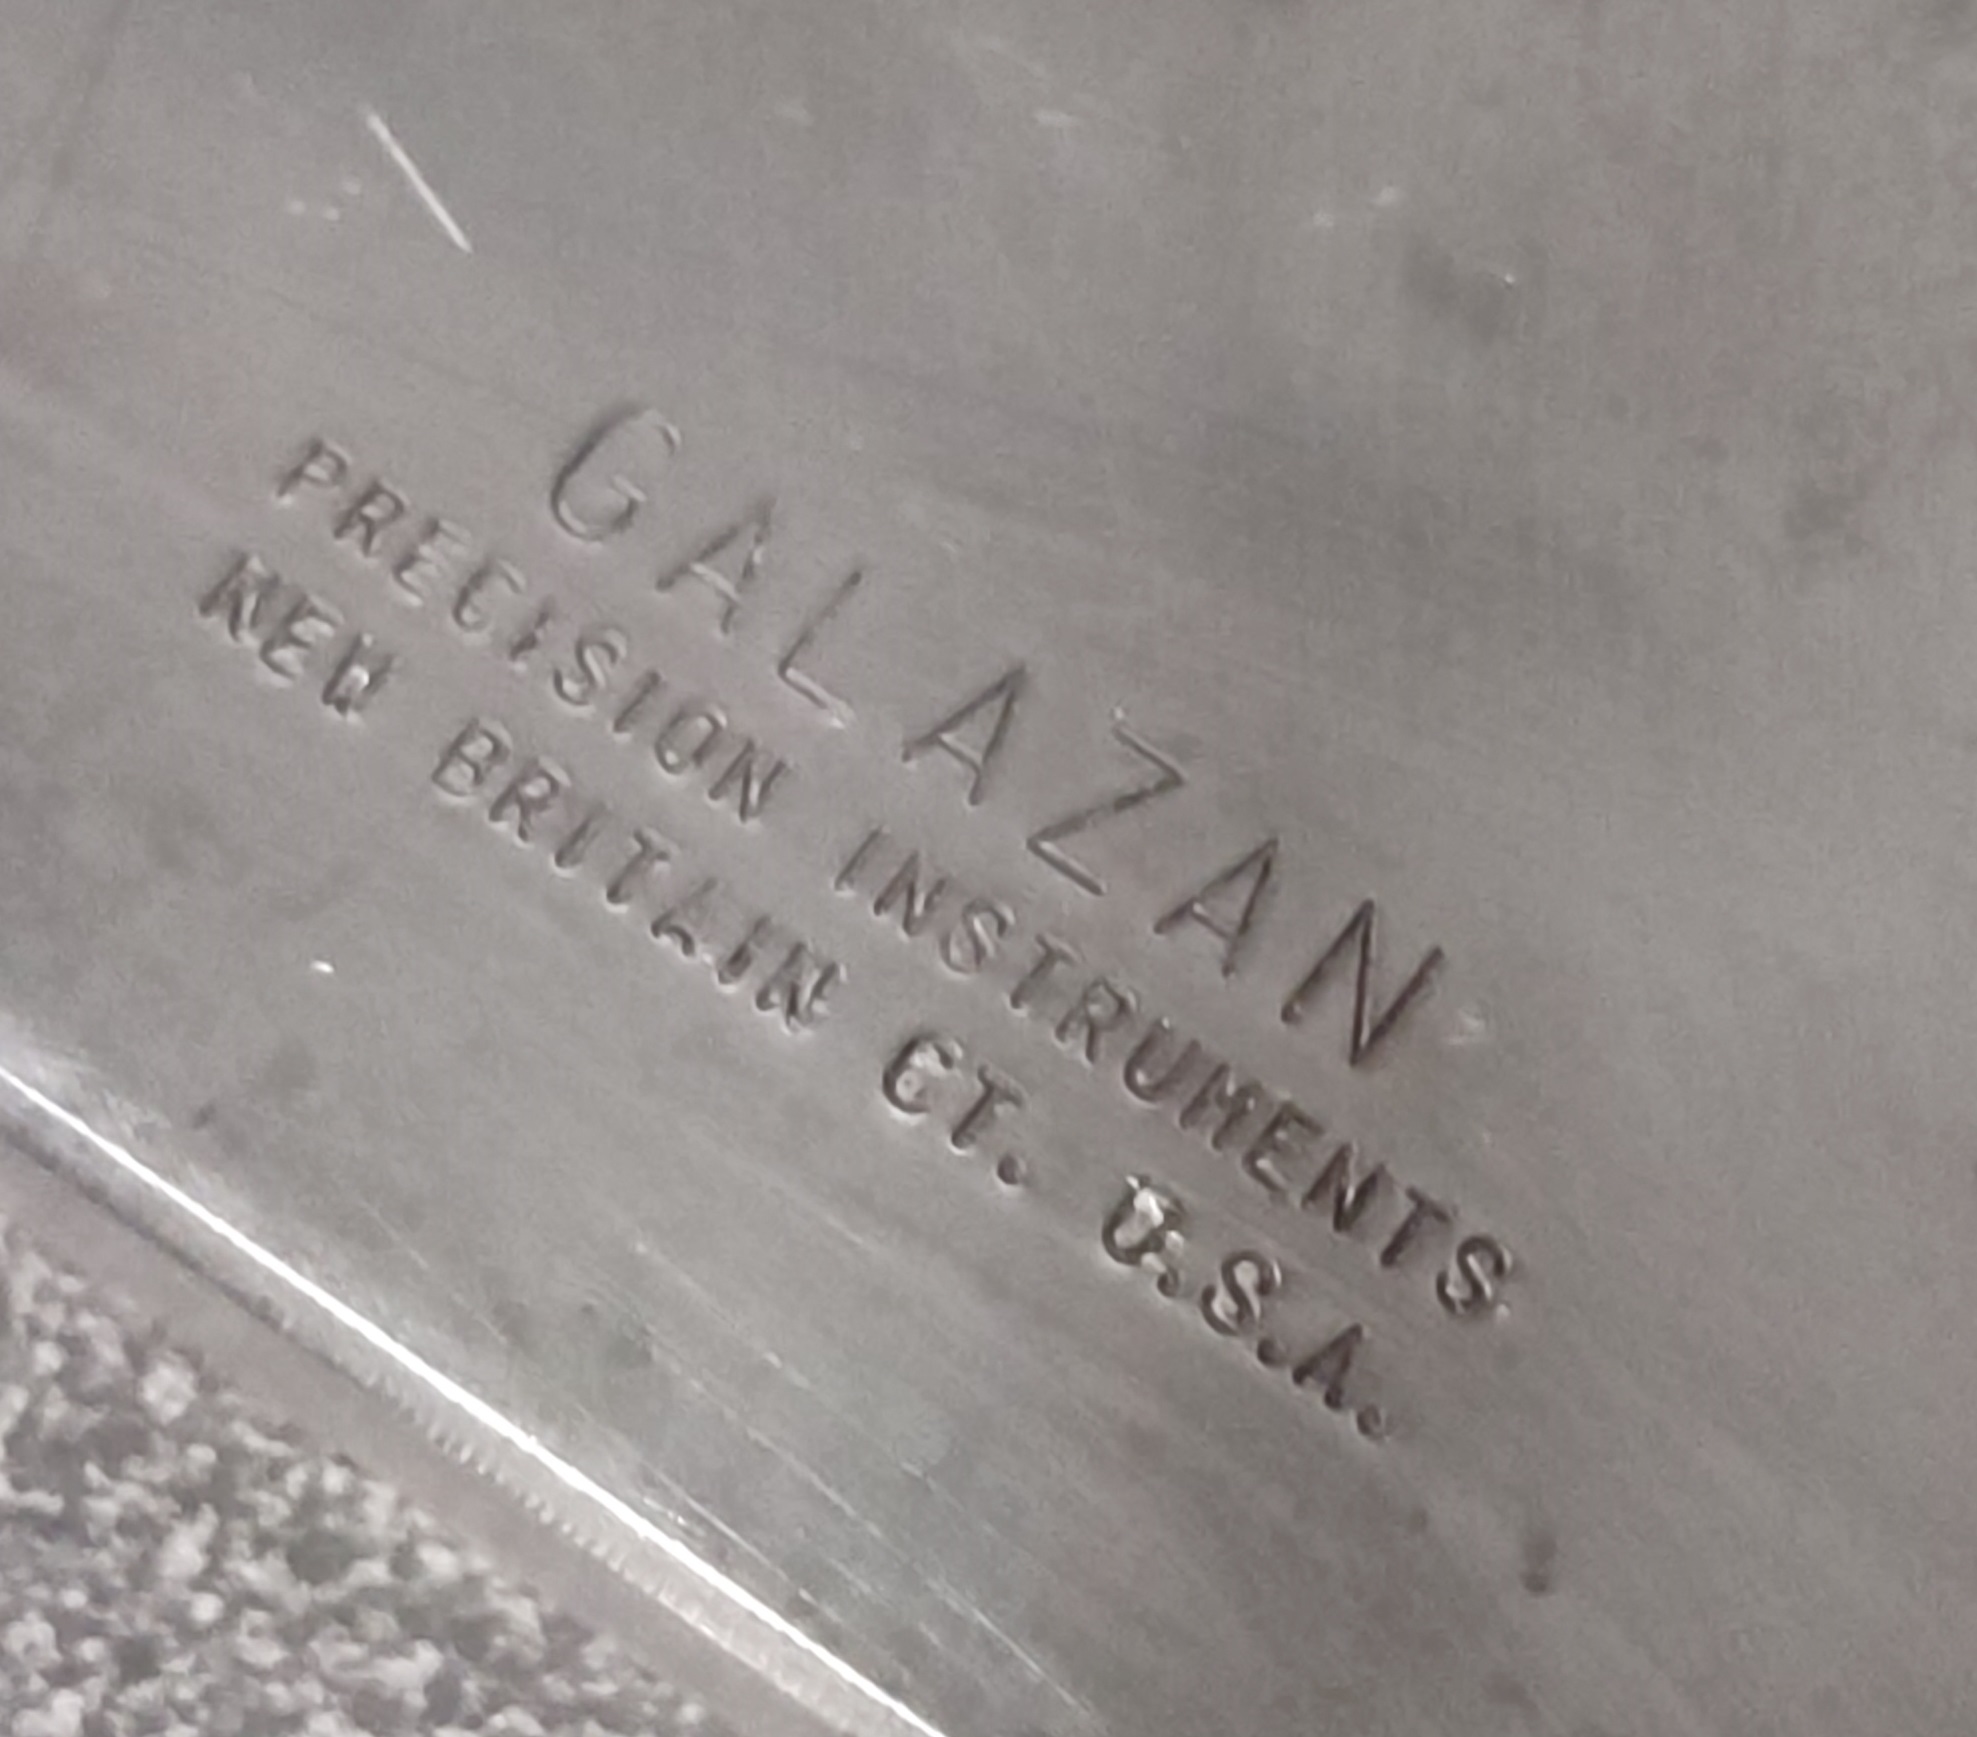 GALAZAN
PRECISION INSTRUMENTS
NEW BRITAIN CT. U.S.A.